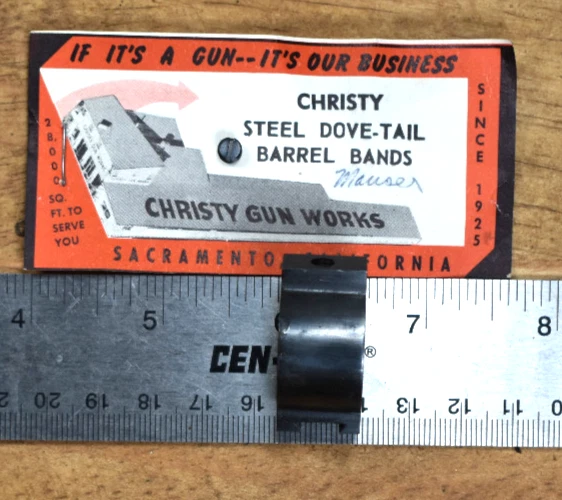 IF IT'S A GUN--IT'S OUR BUSINESS
CHRISTY
STEEL DOVE-TAIL
BARREL BANDS
Mauser
SINCE 1925
28,000
SQ.
FT. TO
SERVE
YOU
CHRISTY GUN WORKS
SACRAMENTO, FORNIA
4 5 6 7 8
CEN- ®
20 19 18 17 16 13 12 11 0